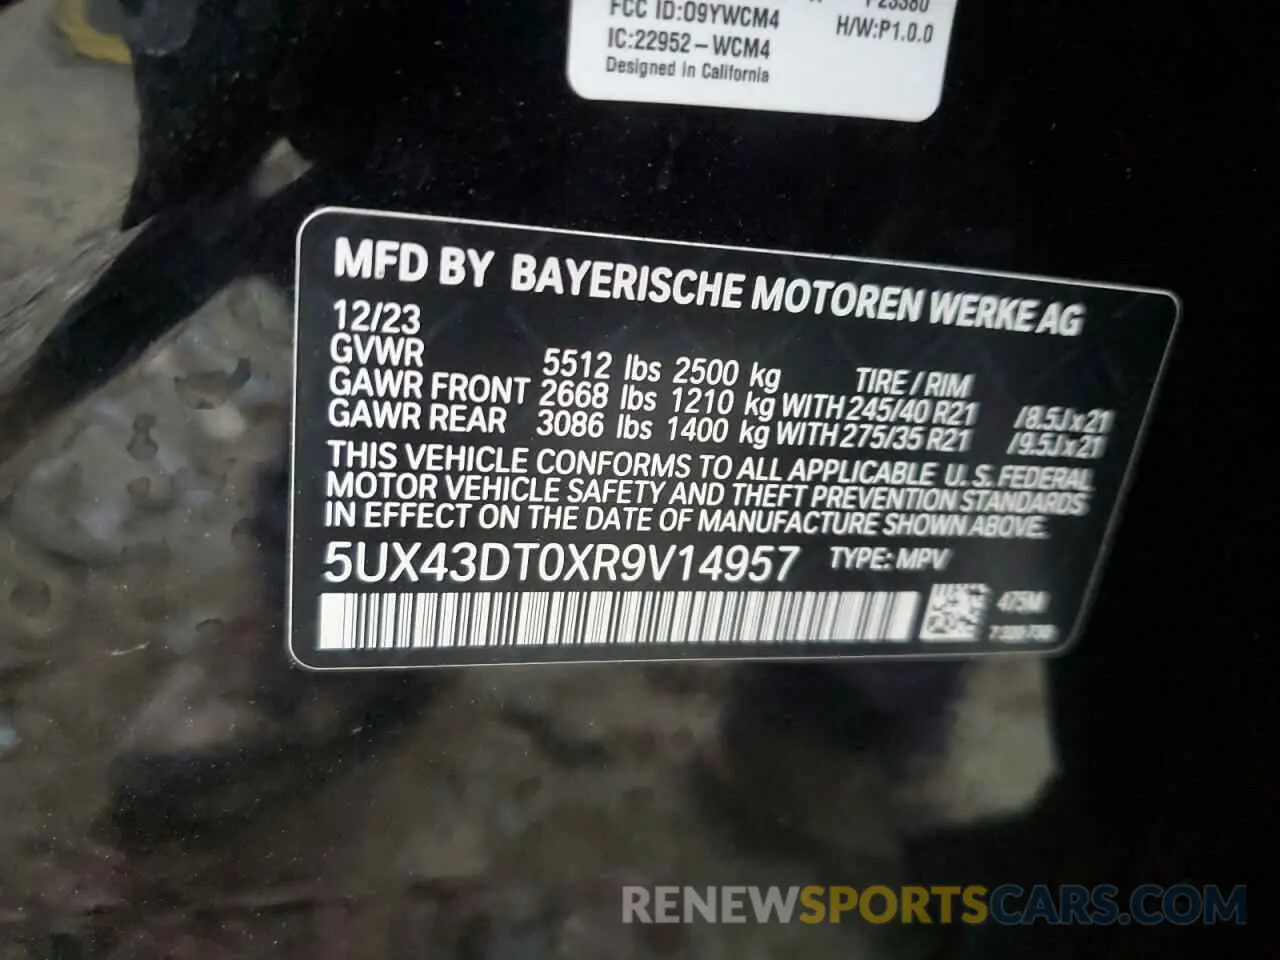 FCC ID:O9YWCM4
H/W:P1.0.0
IC:22952-WCM4
Designed In California
MFD BY BAYERISCHE MOTOREN WERKE AG
12/23
GVWR 5512 lbs 2500 kg TIRE / RIM
GAWR FRONT 2668 lbs 1210 kg WITH 245/40 R21 /8.5Jx21
GAWR REAR 3086 lbs 1400 kg WITH 275/35 R21 /9.5Jx21
THIS VEHICLE CONFORMS TO ALL APPLICABLE U. S. FEDERAL
MOTOR VEHICLE SAFETY AND THEFT PREVENTION STANDARDS
IN EFFECT ON THE DATE OF MANUFACTURE SHOWN ABOVE.
5UX43DT0XR9V14957 TYPE: MPV
475M
RENEWSPORTSCARS.COM